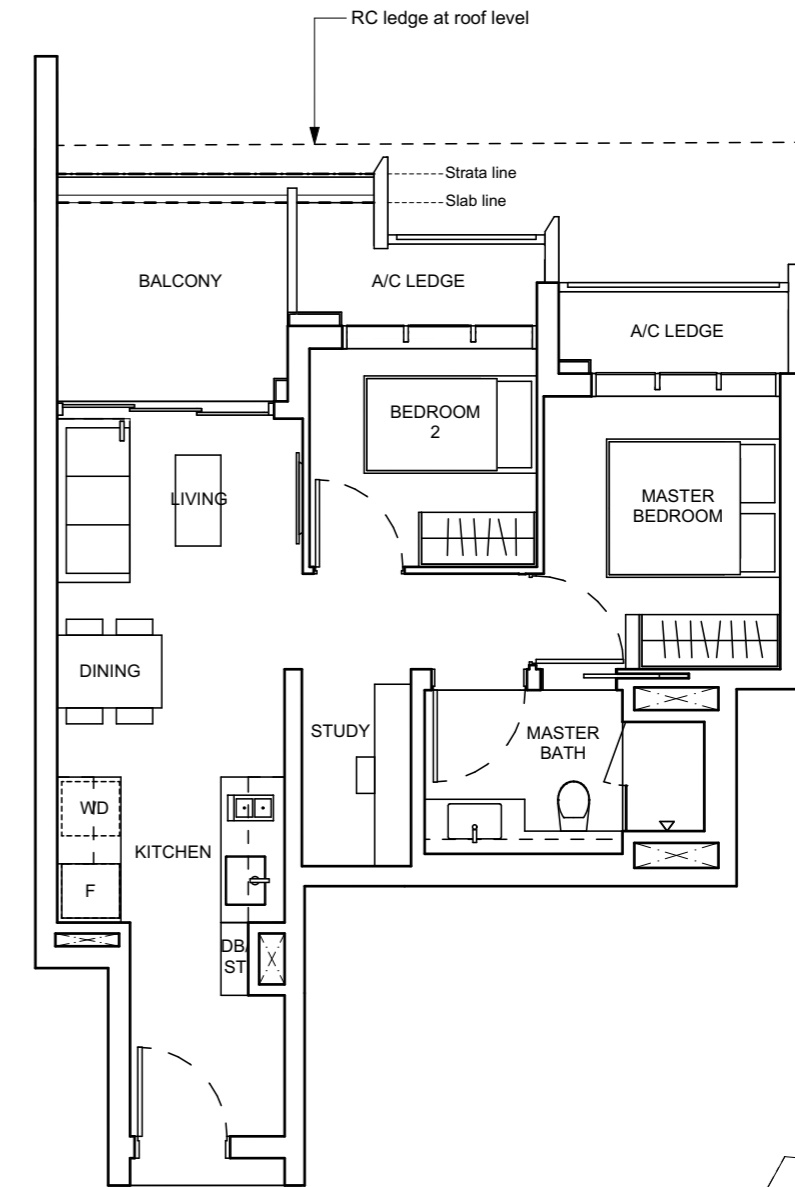 RC ledge at roof level
Strata line
Slab line
BALCONY
A/C LEDGE
A/C LEDGE
BEDROOM
2
LIVING
MASTER
BEDROOM
DINING
STUDY
MASTER
BATH
WD
KITCHEN
F
DB/
ST